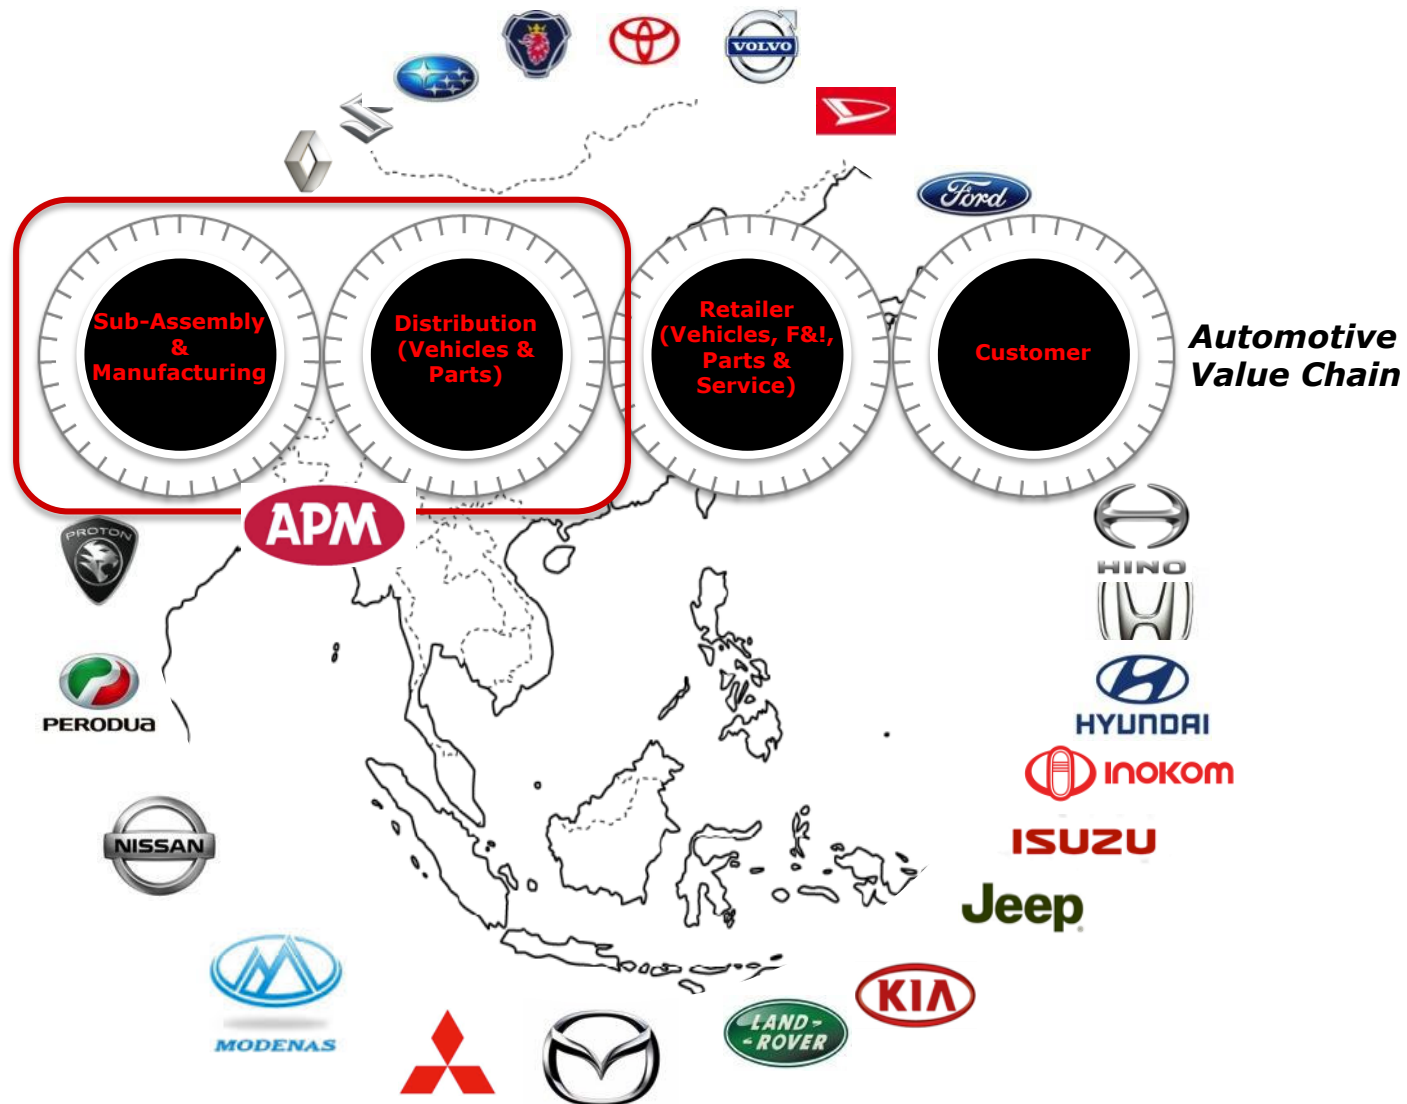 VOLVO
Ford
Sub-Assembly
&
Manufacturing
Distribution
(Vehicles &
Parts)
Retailer
(Vehicles, F&!,
Parts &
Service)
Customer
Automotive
Value Chain
APM
PROTON
HINO
PERODUA
HYUNDAI
INOKOM
NISSAN
ISUZU
Jeep
MODENAS
KIA
LAND
ROVER